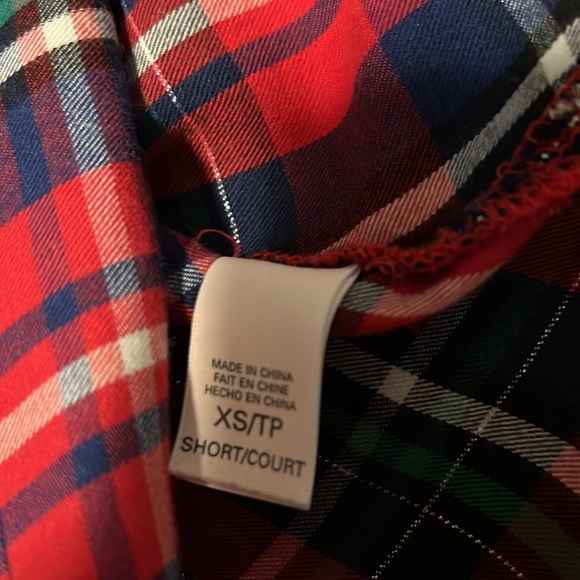 MADE IN CHINA
FAIT EN CHINE
HECHO EN CHINA
XS/TP
SHORT/COURT